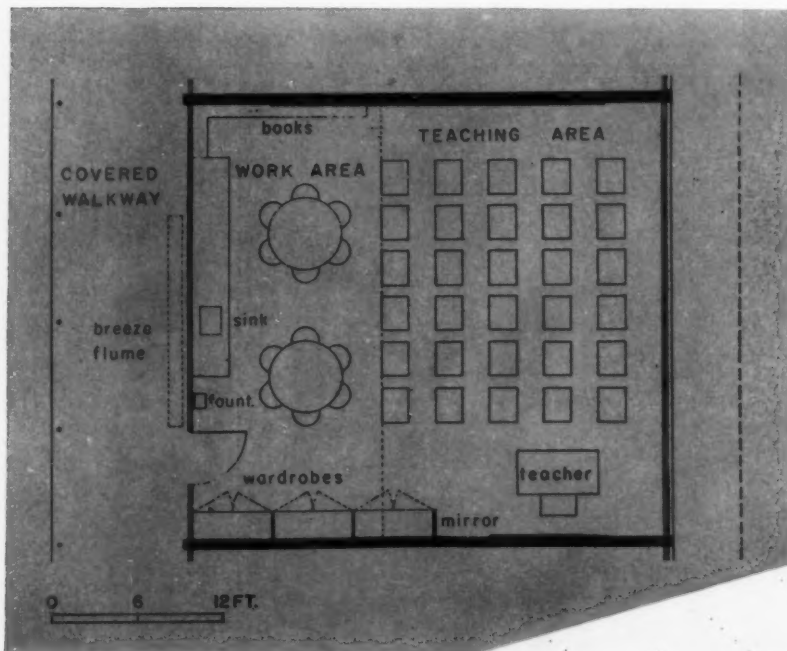 books
TEACHING AREA
COVERED
WALKWAY
WORK AREA
sink
breeze
flume
fount.
wardrobes
teacher
mirror
0 6 12 FT.